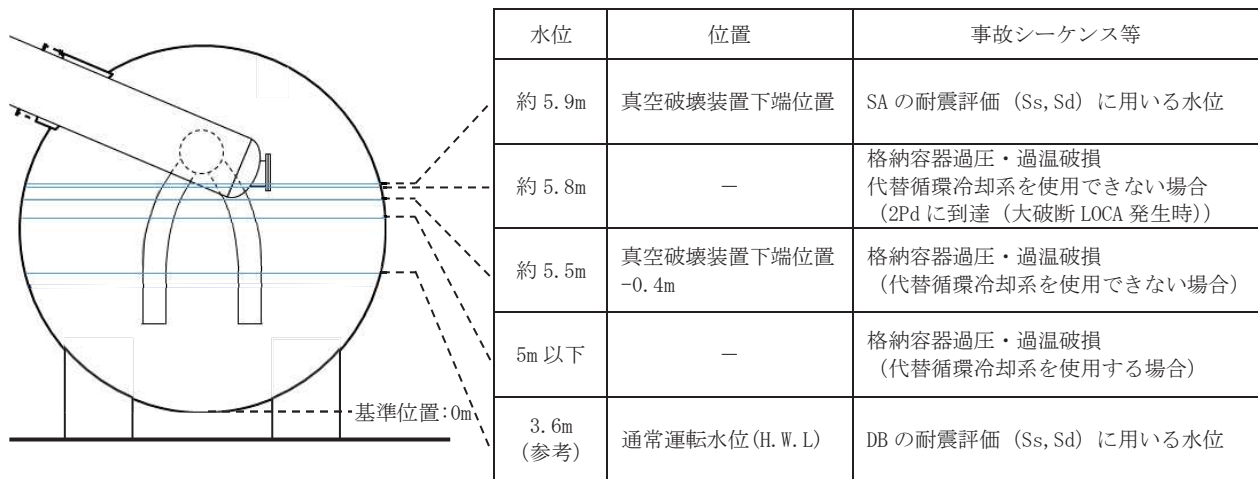 水位 位置 事故シーケンス等
約 5.9m 真空破壊装置下端位置 SA の耐震評価（Ss,Sd）に用いる水位
約 5.8m － 格納容器過圧・過温破損
代替循環冷却系を使用できない場合
（2Pd に到達（大破断 LOCA 発生時））
約 5.5m 真空破壊装置下端位置
-0.4m
格納容器過圧・過温破損
（代替循環冷却系を使用できない場合）
5m 以下 － 格納容器過圧・過温破損
（代替循環冷却系を使用する場合）
3.6m
(参考)
通常運転水位(H.W.L) DB の耐震評価（Ss,Sd）に用いる水位
基準位置:0m